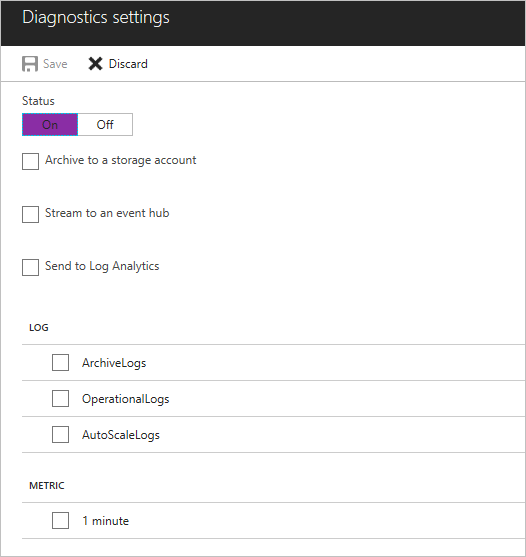 Diagnostics settings
Save Discard
Status
On Off
Archive to a storage account
Stream to an event hub
Send to Log Analytics
LOG
ArchiveLogs
OperationalLogs
AutoScaleLogs
METRIC
1 minute